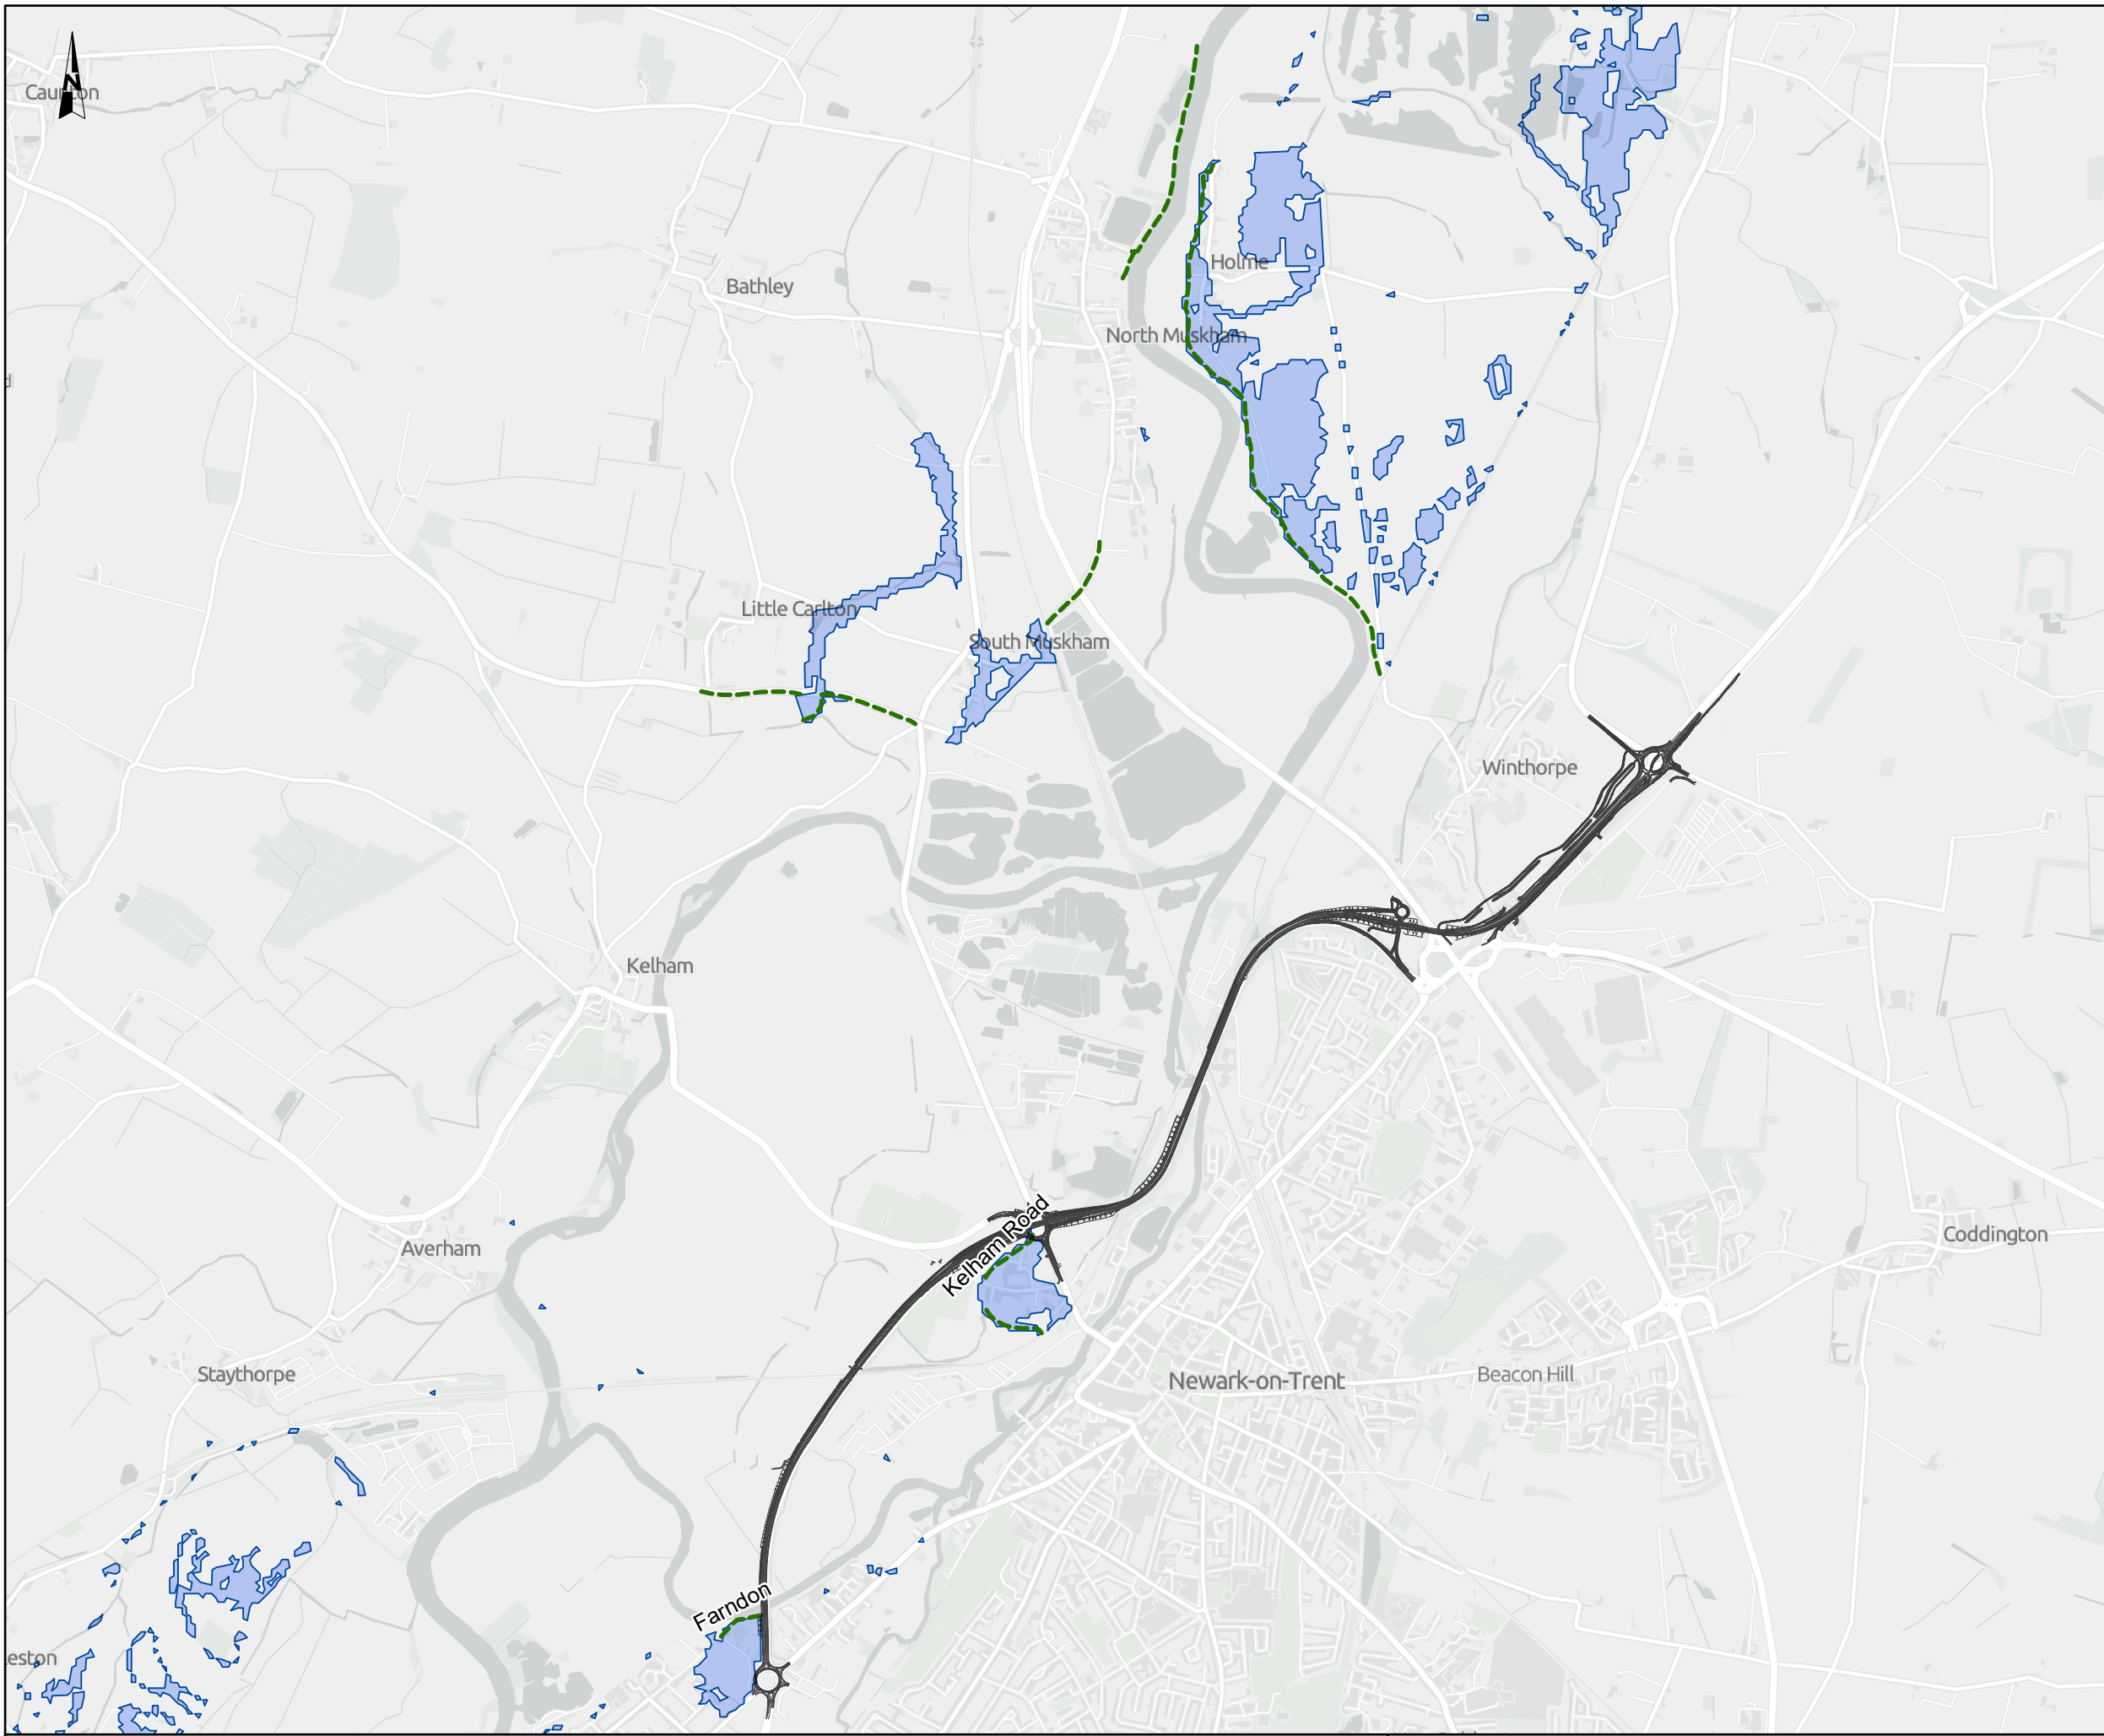 N
Caunton
Holme
Bathley
North Muskham
d
Little Carlton
South Muskham
Winthorpe
Kelham
Kelham Road
Averham
Coddington
Staythorpe
Newark-on-Trent
Beacon Hill
Farndon
eston